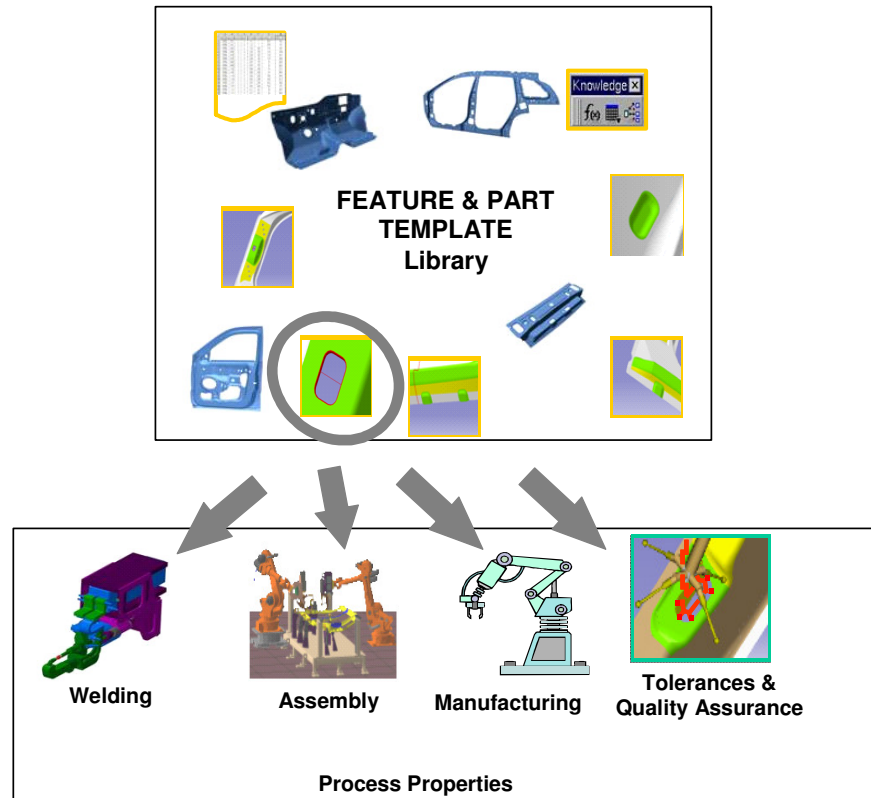 Knowledge
f(x)
FEATURE & PART
TEMPLATE
Library
Welding
Assembly
Manufacturing
Tolerances &
Quality Assurance
Process Properties